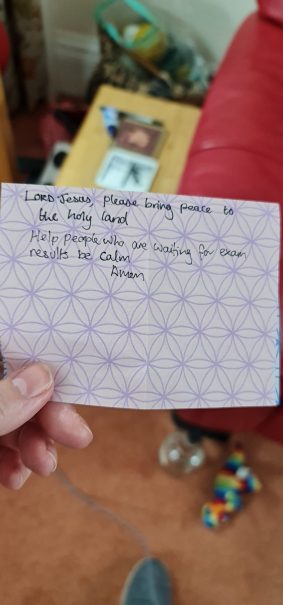 LORD Jesus, please bring peace to
the holy land
Help people who are waiting for exam
results be calm
Amen